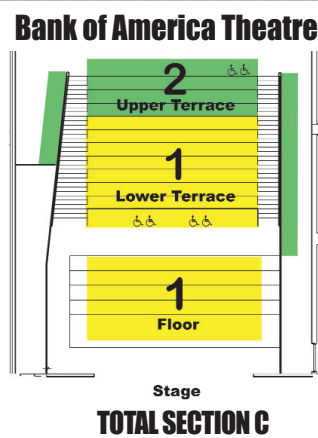 Bank of America Theatre
2
Upper Terrace
1
Lower Terrace
1
Floor
Stage
TOTAL SECTION C